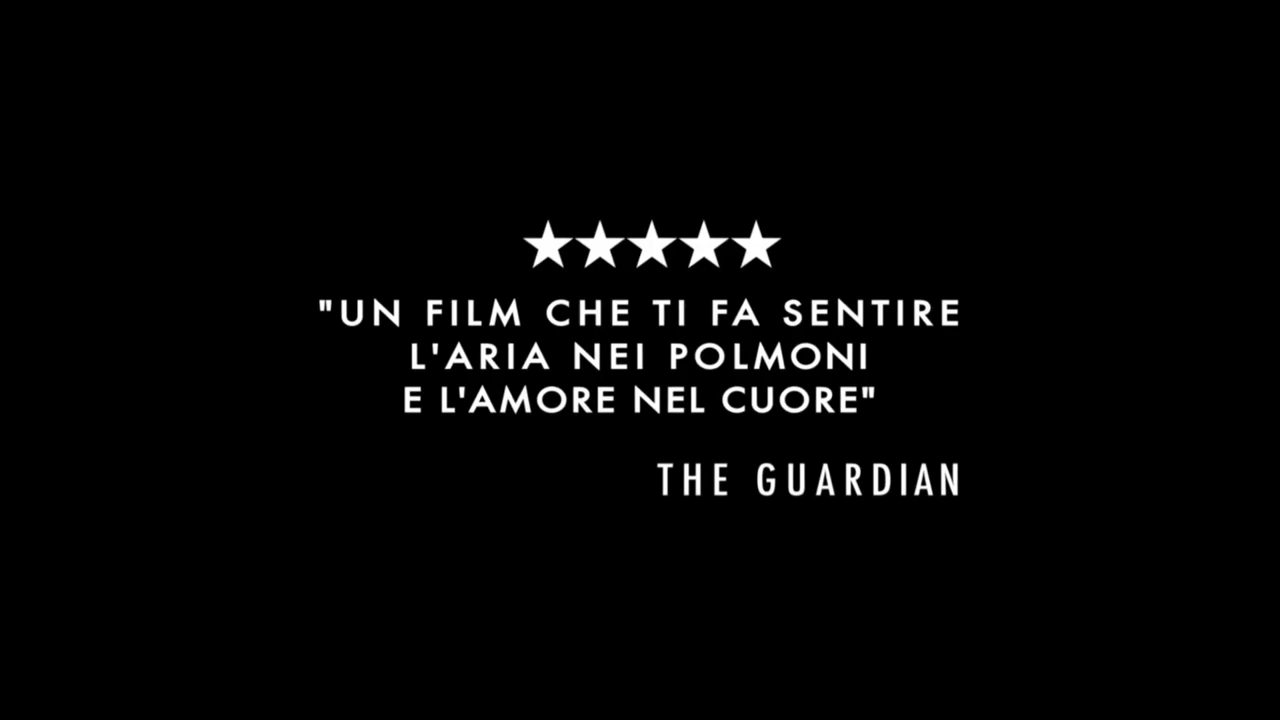 ★★★★★
"UN FILM CHE TI FA SENTIRE
L'ARIA NEI POLMONI
E L'AMORE NEL CUORE"
THE GUARDIAN